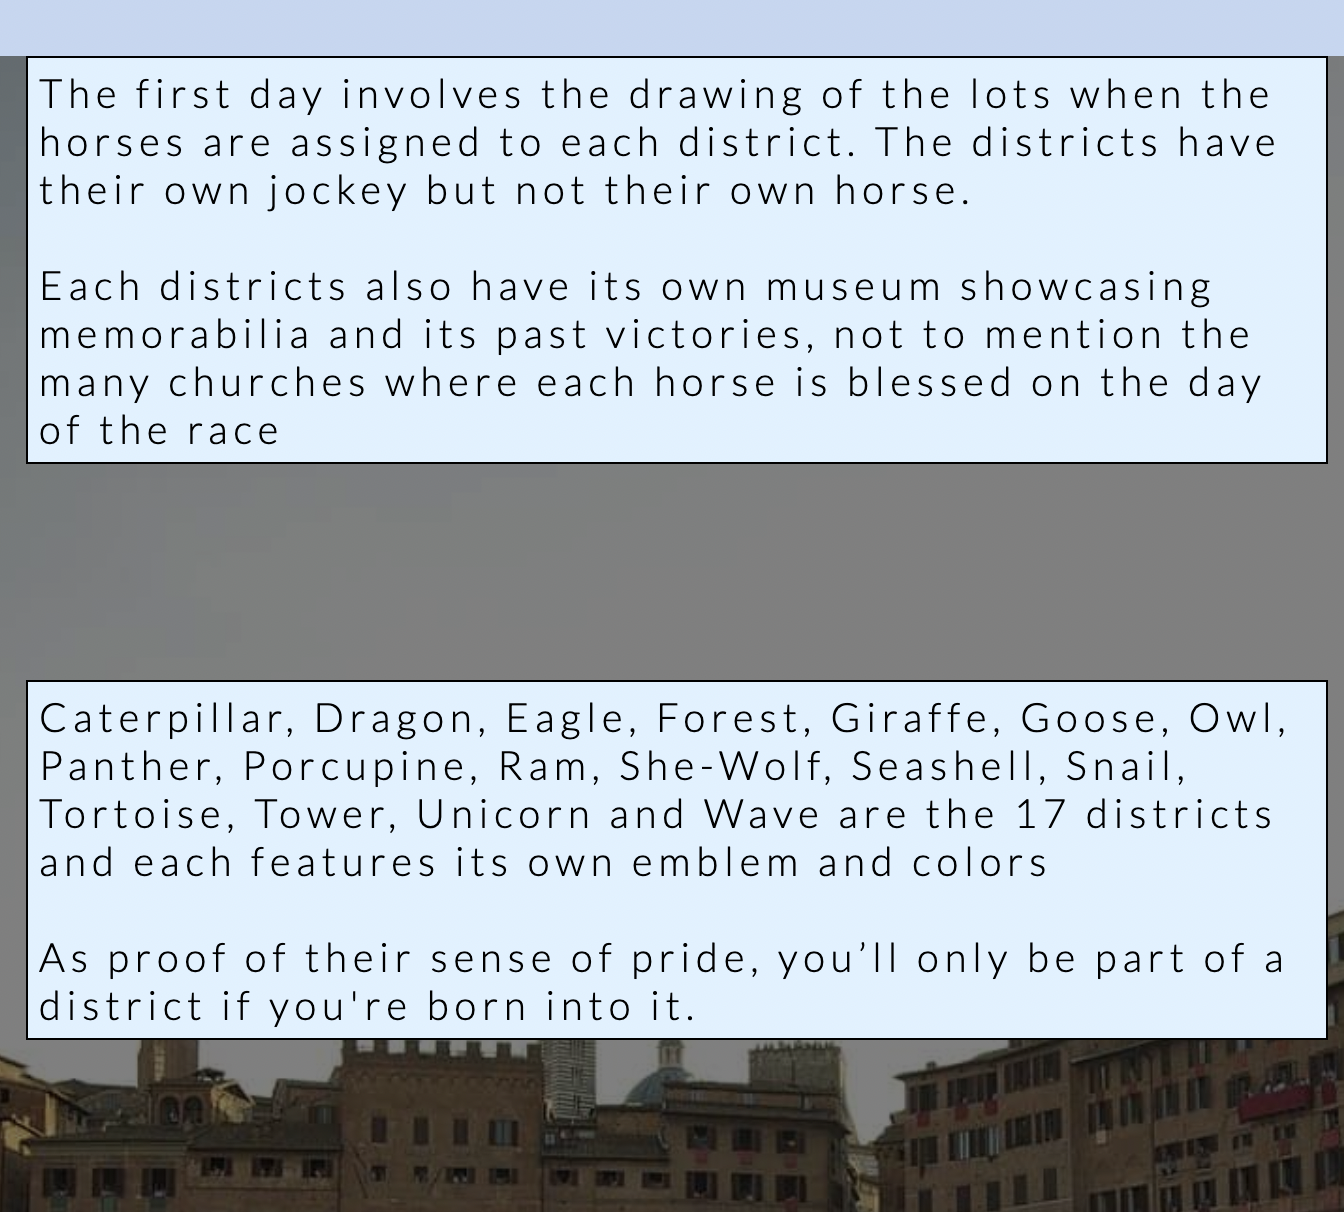 The first day involves the drawing of the lots when the
horses are assigned to each district. The districts have
their own jockey but not their own horse.
Each districts also have its own museum showcasing
memorabilia and its past victories, not to mention the
many churches where each horse is blessed on the day
of the race
Caterpillar, Dragon, Eagle, Forest, Giraffe, Goose, Owl,
Panther, Porcupine, Ram, She-Wolf, Seashell, Snail,
Tortoise, Tower, Unicorn and Wave are the 17 districts
and each features its own emblem and colors
As proof of their sense of pride, you’ll only be part of a
district if you're born into it.